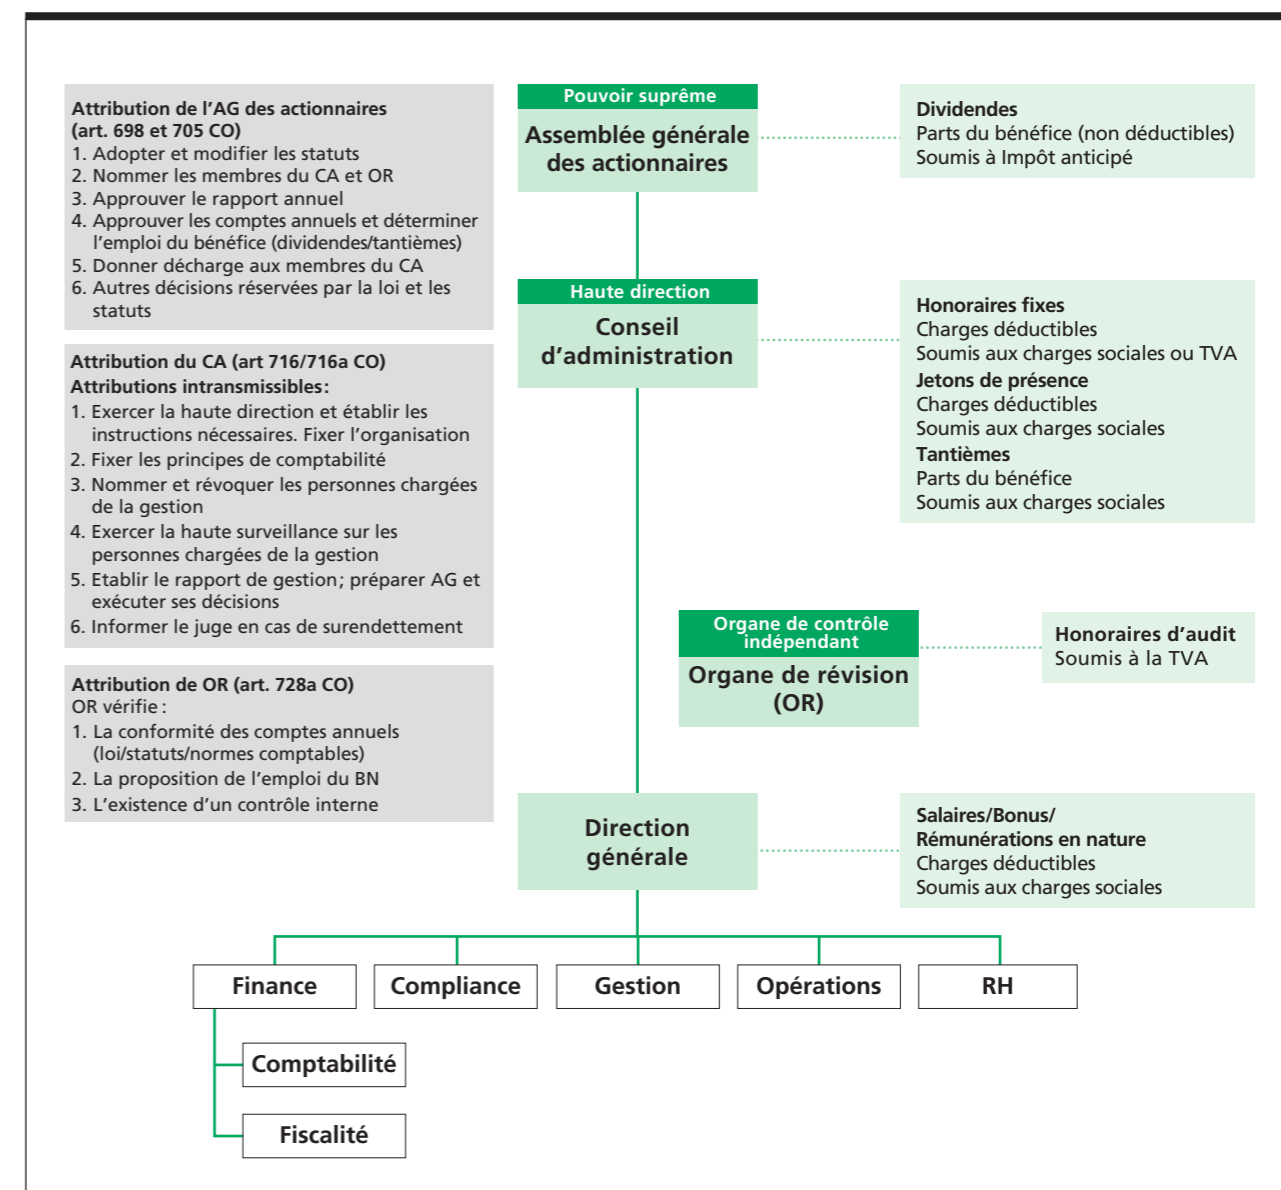 Attribution de l’AG des actionnaires
(art. 698 et 705 CO)
1. Adopter et modifier les statuts
2. Nommer les membres du CA et OR
3. Approuver le rapport annuel
4. Approuver les comptes annuels et déterminer
l’emploi du bénéfice (dividendes/tantièmes)
5. Donner décharge aux membres du CA
6. Autres décisions réservées par la loi et les
statuts
Attribution du CA (art 716/716a CO)
Attributions intransmissibles :
1. Exercer la haute direction et établir les
instructions nécessaires. Fixer l’organisation
2. Fixer les principes de comptabilité
3. Nommer et révoquer les personnes chargées
de la gestion
4. Exercer la haute surveillance sur les
personnes chargées de la gestion
5. Etablir le rapport de gestion ; préparer AG et
exécuter ses décisions
6. Informer le juge en cas de surendettement
Attribution de OR (art. 728a CO)
OR vérifie :
1. La conformité des comptes annuels
(loi/statuts/normes comptables)
2. La proposition de l’emploi du BN
3. L’existence d’un contrôle interne
Pouvoir suprême
Assemblée générale
des actionnaires
Dividendes
Parts du bénéfice (non déductibles)
Soumis à Impôt anticipé
Haute direction
Conseil
d’administration
Honoraires fixes
Charges déductibles
Soumis aux charges sociales ou TVA
Jetons de présence
Charges déductibles
Soumis aux charges sociales
Tantièmes
Parts du bénéfice
Soumis aux charges sociales
Organe de contrôle
indépendant
Organe de révision
(OR)
Honoraires d’audit
Soumis à la TVA
Direction
générale
Salaires/Bonus/
Rémunérations en nature
Charges déductibles
Soumis aux charges sociales
Finance
Compliance
Gestion
Opérations
RH
Comptabilité
Fiscalité